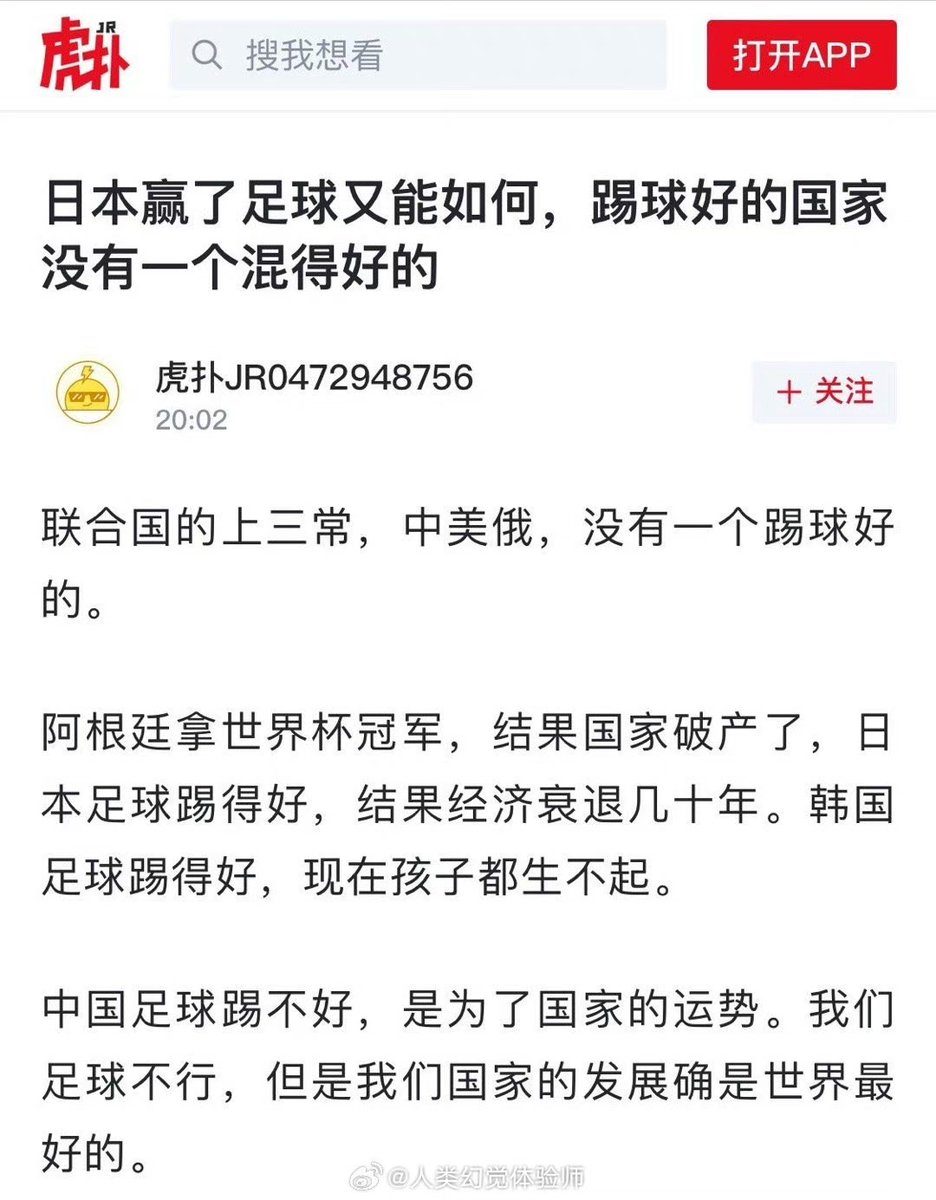 虎扑JR
搜我想看
打开APP
日本赢了足球又能如何，踢球好的国家
没有一个混得好的
虎扑JR0472948756
20:02
+ 关注
联合国的上三常，中美俄，没有一个踢球好
的。
阿根廷拿世界杯冠军，结果国家破产了，日
本足球踢得好，结果经济衰退几十年。韩国
足球踢得好，现在孩子都生不起。
中国足球踢不好，是为了国家的运势。我们
足球不行，但是我们国家的发展确是世界最
好的。
@人类幻觉体验师